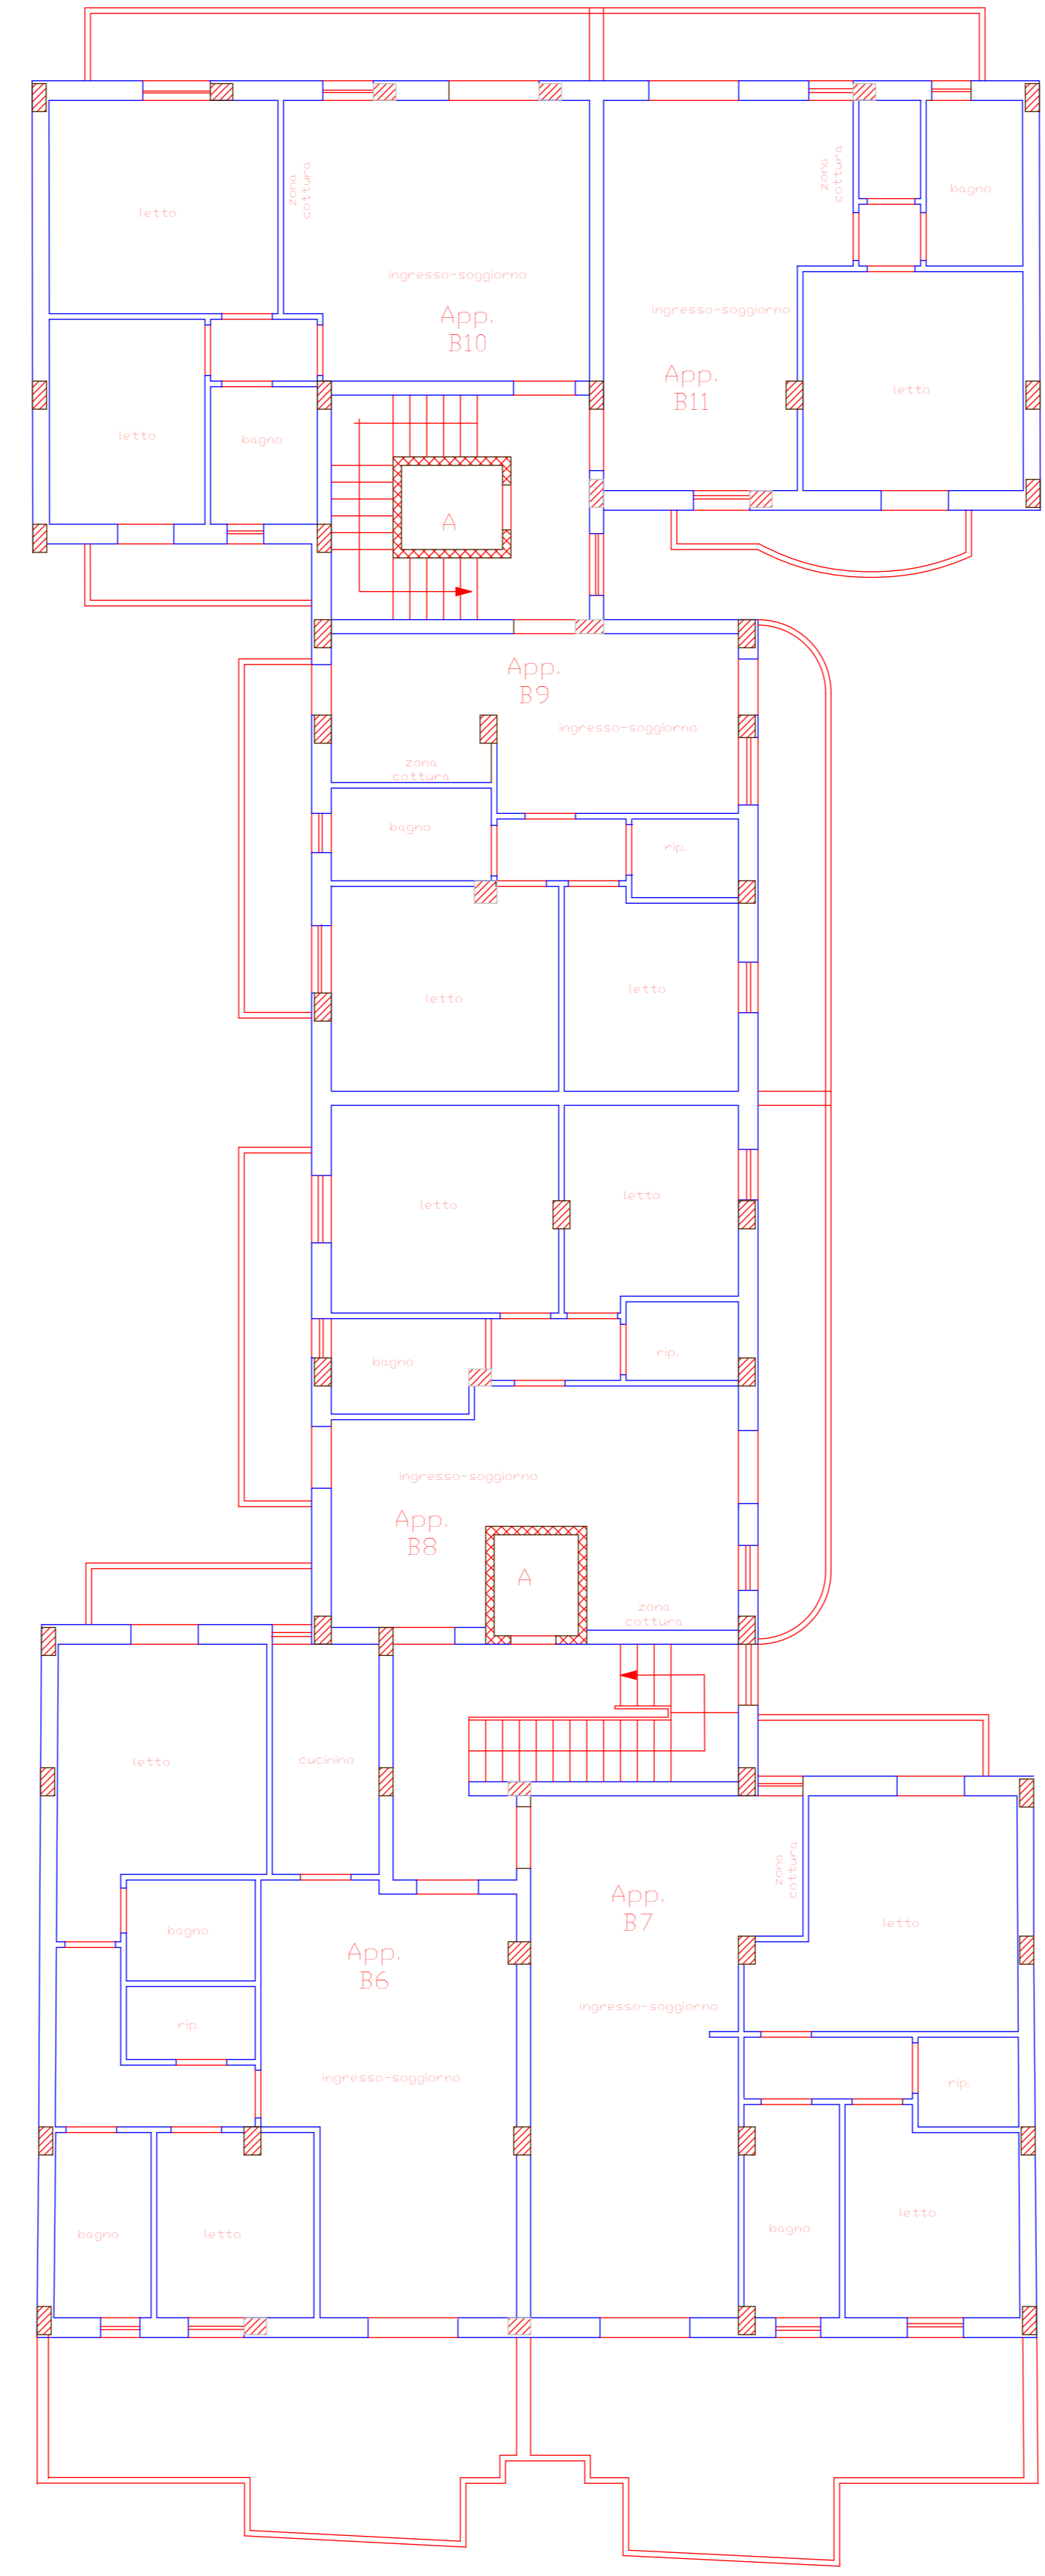 zona
cottura
zona
cottura
bagno
letto
ingresso-soggiorno
ingresso-soggiorno
App.
B10
App.
B11
letto
letto
bagno
A
App.
B9
ingresso-soggiorno
zona
cottura
bagno
rip.
letto
letto
letto
letto
bagno
rip.
ingresso-soggiorno
App.
B8
A
zona
cottura
letto
cucinino
zona
cottura
App.
B7
letto
bagno
App.
B6
ingresso-soggiorno
rip.
ingresso-soggiorno
rip.
bagno
letto
bagno
letto